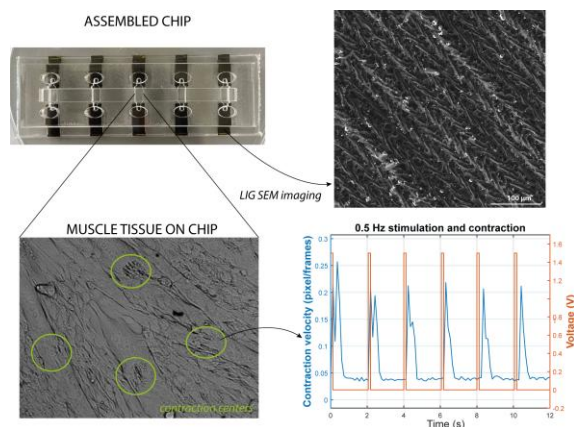 ASSEMBLED CHIP
LIG SEM imaging
100 µm
MUSCLE TISSUE ON CHIP
contraction centers
0.5 Hz stimulation and contraction
Contraction velocity (pixel/frames)
0.3
0.25
0.2
0.15
0.1
0.05
0
1.6
1.4
1.2
1
0.8
0.6
0.4
0.2
0
-0.2
Voltage (V)
0 2 4 6 8 10 12
Time (s)